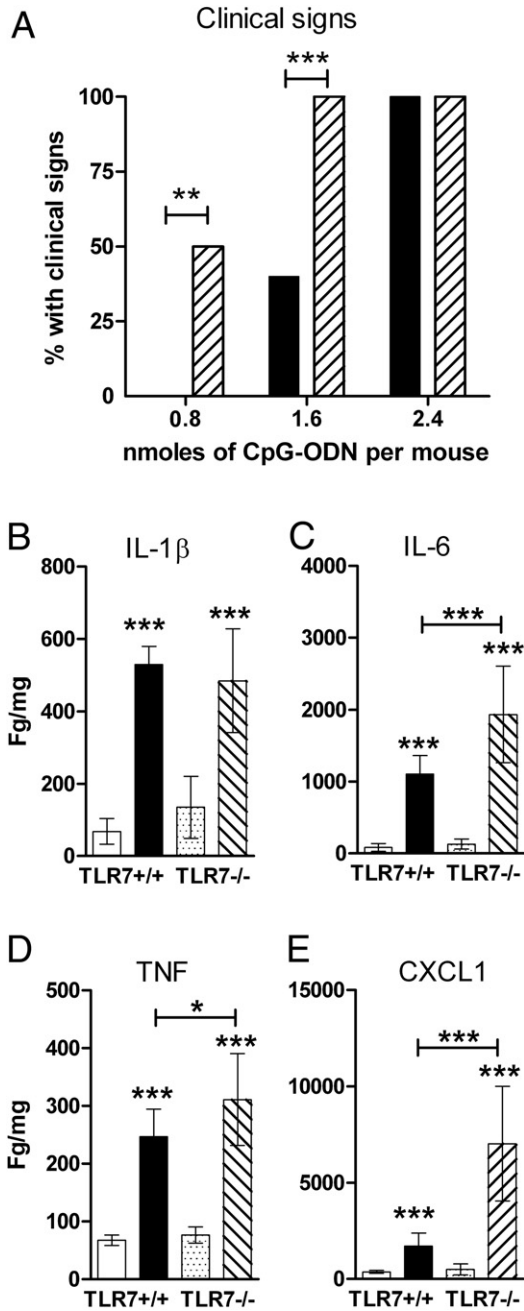 A
Clinical signs
***
**
100
75
50
25
0
% with clinical signs
0.8 1.6 2.4
nmoles of CpG-ODN per mouse
B
IL-1β
800
600
400
200
0
Fg/mg
*** ***
TLR7+/+ TLR7-/-
C
IL-6
4000
3000
2000
1000
0
***
***
***
TLR7+/+ TLR7-/-
D
TNF
500
400
300
200
100
0
Fg/mg
*
***
***
TLR7+/+ TLR7-/-
E
CXCL1
15000
10000
5000
0
***
***
***
TLR7+/+ TLR7-/-